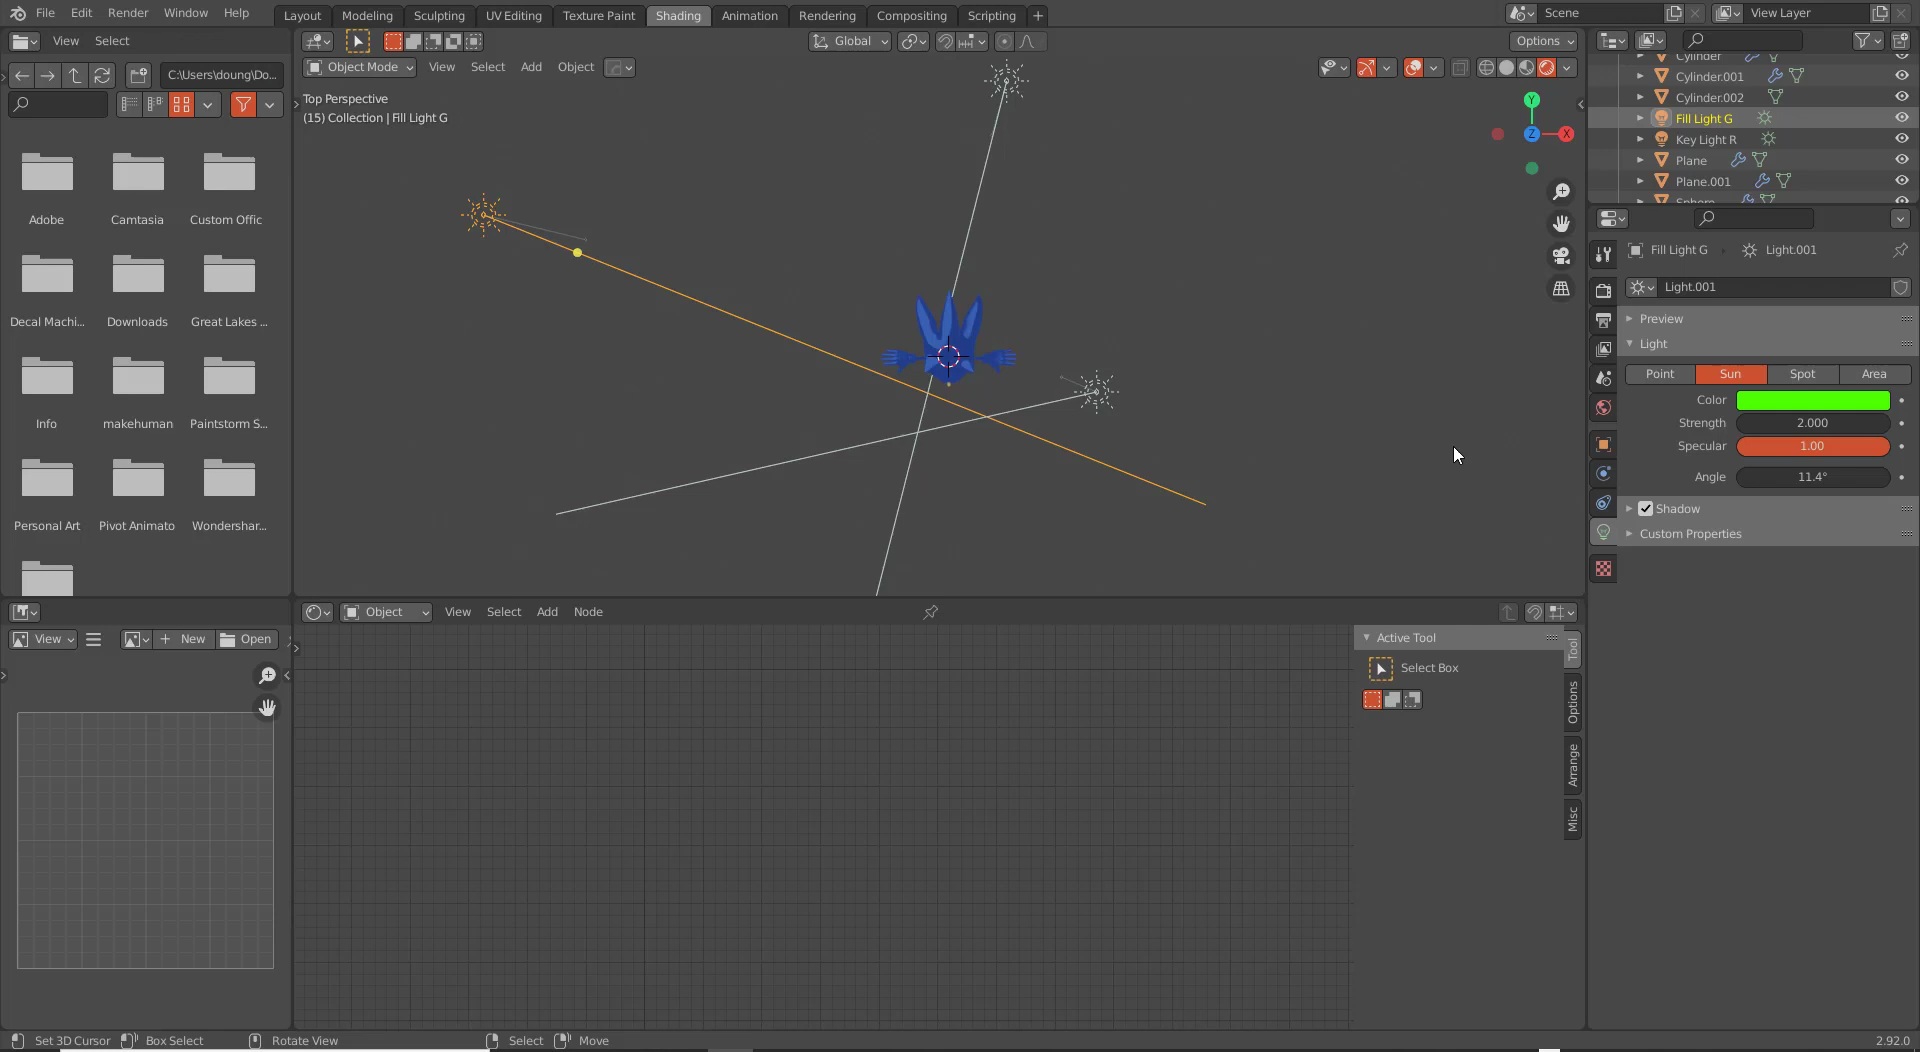 File Edit Render Window Help
Layout Modeling Sculpting UV Editing Texture Paint Shading Animation Rendering Compositing Scripting +
Scene
View Layer
View Select
Global
Options
C:\Users\doung\Do...
Object Mode View Select Add Object
Top Perspective
(15) Collection | Fill Light G
Y
Z
X
Adobe
Camtasia
Custom Offic
Decal Machi...
Downloads
Great Lakes ...
Info
makehuman
Paintstorm S...
Personal Art
Pivot Animato
Wondershar...
Cylinder
Cylinder.001
Cylinder.002
Fill Light G
Key Light R
Plane
Plane.001
Sphere
Fill Light G
Light.001
Light.001
Preview
Light
Point Sun Spot Area
Color
Strength 2.000
Specular 1.00
Angle 11.4°
Shadow
Custom Properties
View
New
Open
Object View Select Add Node
Active Tool
Select Box
Tool
Options
Arrange
Misc
Set 3D Cursor
Box Select
Rotate View
Select
Move
2.92.0